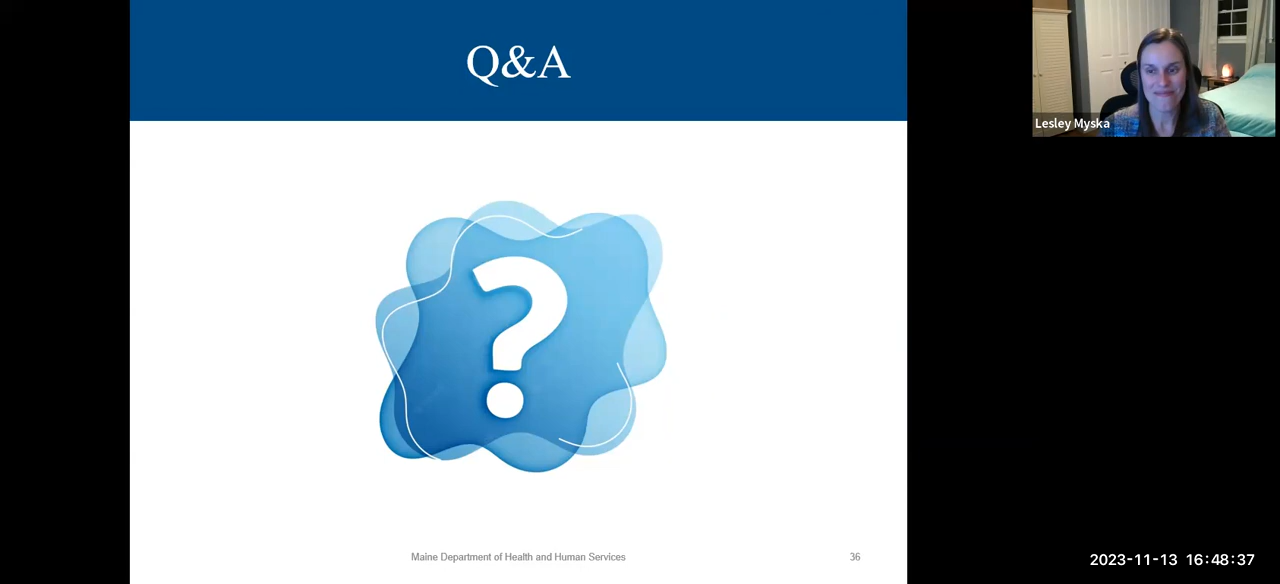 Q&A
Lesley Myska
?
Maine Department of Health and Human Services
36
2023-11-13 16:48:37